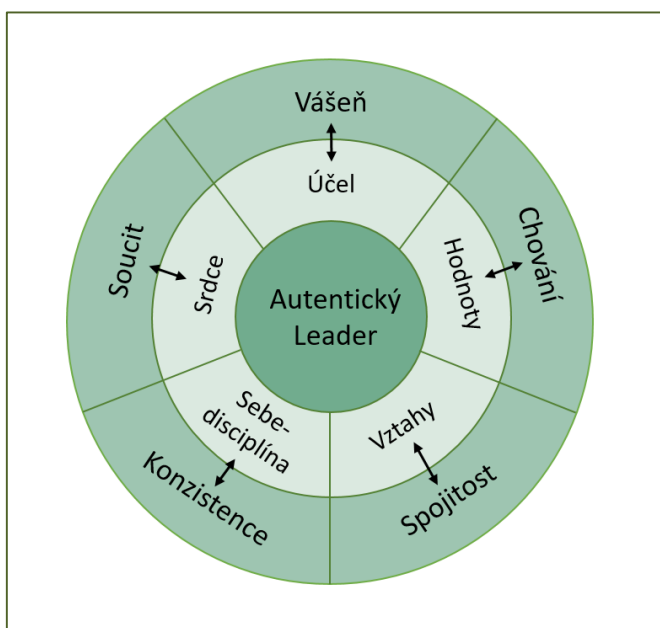 Vášeň
Účel
Soucit
Srdce
Chování
Hodnoty
Autentický
Leader
Sebe-
disciplína
Vztahy
Konzistence
Spojitost